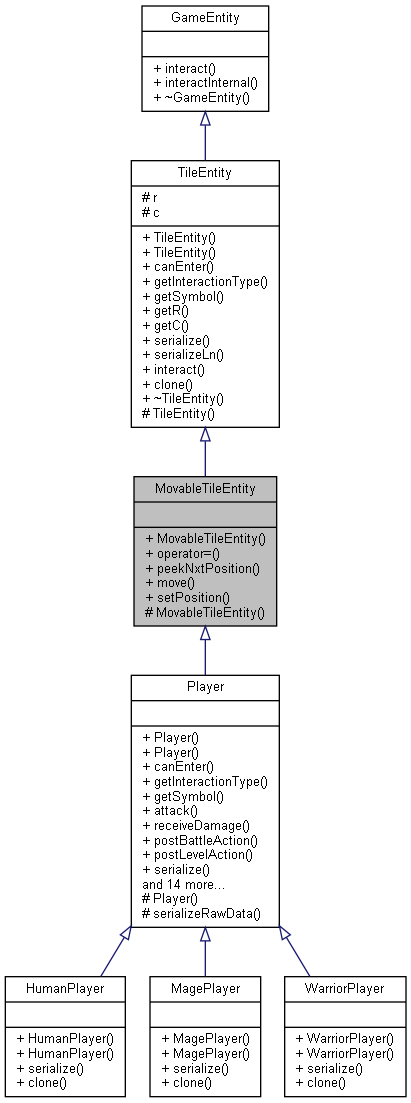 GameEntity
+ interact()
+ interactInternal()
+ ~GameEntity()
TileEntity
# r
# c
+ TileEntity()
+ TileEntity()
+ canEnter()
+ getInteractionType()
+ getSymbol()
+ getR()
+ getC()
+ serialize()
+ serializeLn()
+ interact()
+ clone()
+ ~TileEntity()
# TileEntity()
MovableTileEntity
+ MovableTileEntity()
+ operator=()
+ peekNxtPosition()
+ move()
+ setPosition()
# MovableTileEntity()
Player
+ Player()
+ Player()
+ canEnter()
+ getInteractionType()
+ getSymbol()
+ attack()
+ receiveDamage()
+ postBattleAction()
+ postLevelAction()
+ serialize()
and 14 more...
# Player()
# serializeRawData()
HumanPlayer
+ HumanPlayer()
+ HumanPlayer()
+ serialize()
+ clone()
MagePlayer
+ MagePlayer()
+ MagePlayer()
+ serialize()
+ clone()
WarriorPlayer
+ WarriorPlayer()
+ WarriorPlayer()
+ serialize()
+ clone()